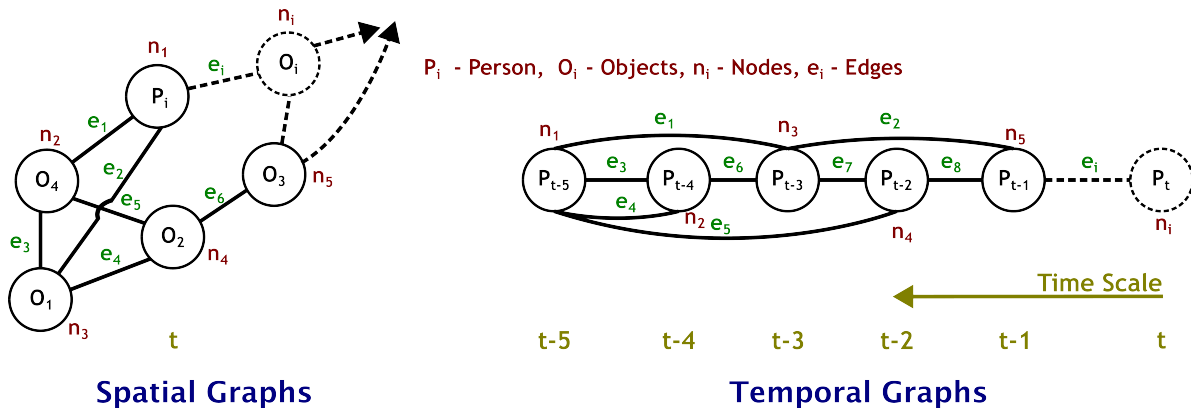 n₁
Pᵢ
eᵢ
nᵢ
Oᵢ
e₁
n₂
O₄
e₂
e₅
e₆
O₃
n₅
e₃
O₂
n₄
e₄
O₁
n₃
t
Spatial Graphs
Pᵢ - Person, Oᵢ - Objects, nᵢ - Nodes, eᵢ - Edges
n₁ e₁ n₃ e₂ n₅
Pₜ₋₅ e₃ Pₜ₋₄ e₆ Pₜ₋₃ e₇ Pₜ₋₂ e₈ Pₜ₋₁ eᵢ Pₜ
e₄ n₂ e₅ n₄ nᵢ
Time Scale
t-5 t-4 t-3 t-2 t-1 t
Temporal Graphs